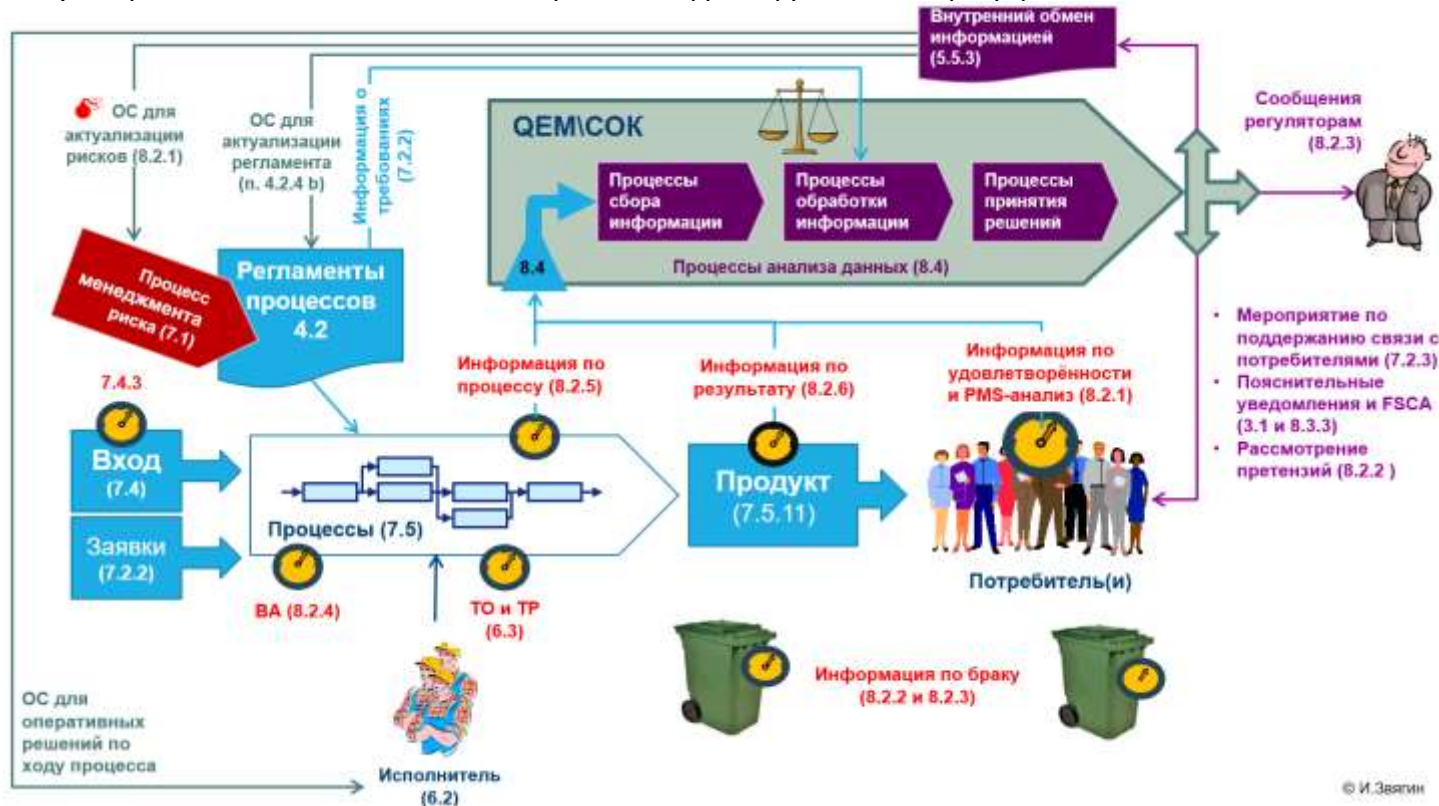 Внутренний обмен
информацией
(5.5.3)
ОС для
актуализации
рисков (8.2.1)
ОС для
актуализации
регламента
(п. 4.2.4 b)
Информация о
требованиях
(7.2.2)
QEM\СОК
Процессы
сбора
информации
Процессы
обработки
информации
Процессы
принятия
решений
8.4
Процессы анализа данных (8.4)
Сообщения
регуляторам
(8.2.3)
Процесс
менеджмента
риска (7.1)
Регламенты
процессов
4.2
• Мероприятие по
поддержанию связи с
потребителями (7.2.3)
• Пояснительные
уведомления и FSCA
(3.1 и 8.3.3)
• Рассмотрение
претензий (8.2.2 )
7.4.3
Вход
(7.4)
Заявки
(7.2.2)
Информация по
процессу (8.2.5)
Информация по
результату (8.2.6)
Информация по
удовлетворённости
и PMS-анализ (8.2.1)
Процессы (7.5)
Продукт
(7.5.11)
Потребитель(и)
ВА (8.2.4)
ТО и ТР
(6.3)
Информация по браку
(8.2.2 и 8.2.3)
ОС для
оперативных
решений по
ходу процесса
Исполнитель
(6.2)
© И.Звягин